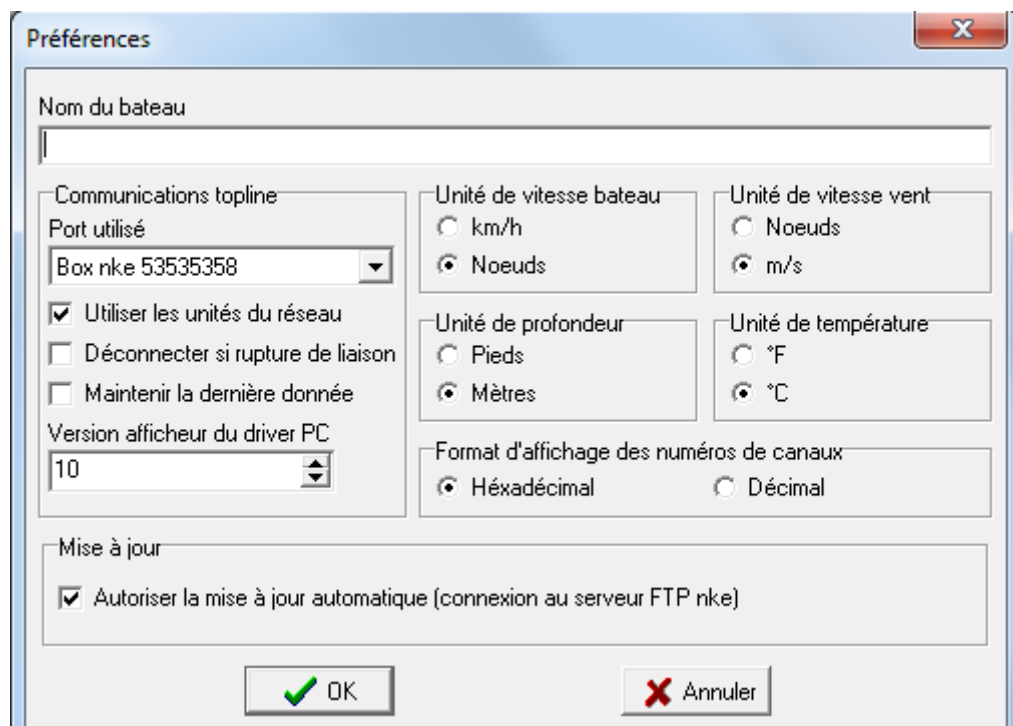 Préférences
Nom du bateau
Communications topline
Port utilisé
Box nke 53535358
Utiliser les unités du réseau
Déconnecter si rupture de liaison
Maintenir la dernière donnée
Version afficheur du driver PC
10
Unité de vitesse bateau
km/h
Noeuds
Unité de vitesse vent
Noeuds
m/s
Unité de profondeur
Pieds
Mètres
Unité de température
°F
°C
Format d'affichage des numéros de canaux
Héxadécimal
Décimal
Mise à jour
Autoriser la mise à jour automatique (connexion au serveur FTP nke)
OK
Annuler